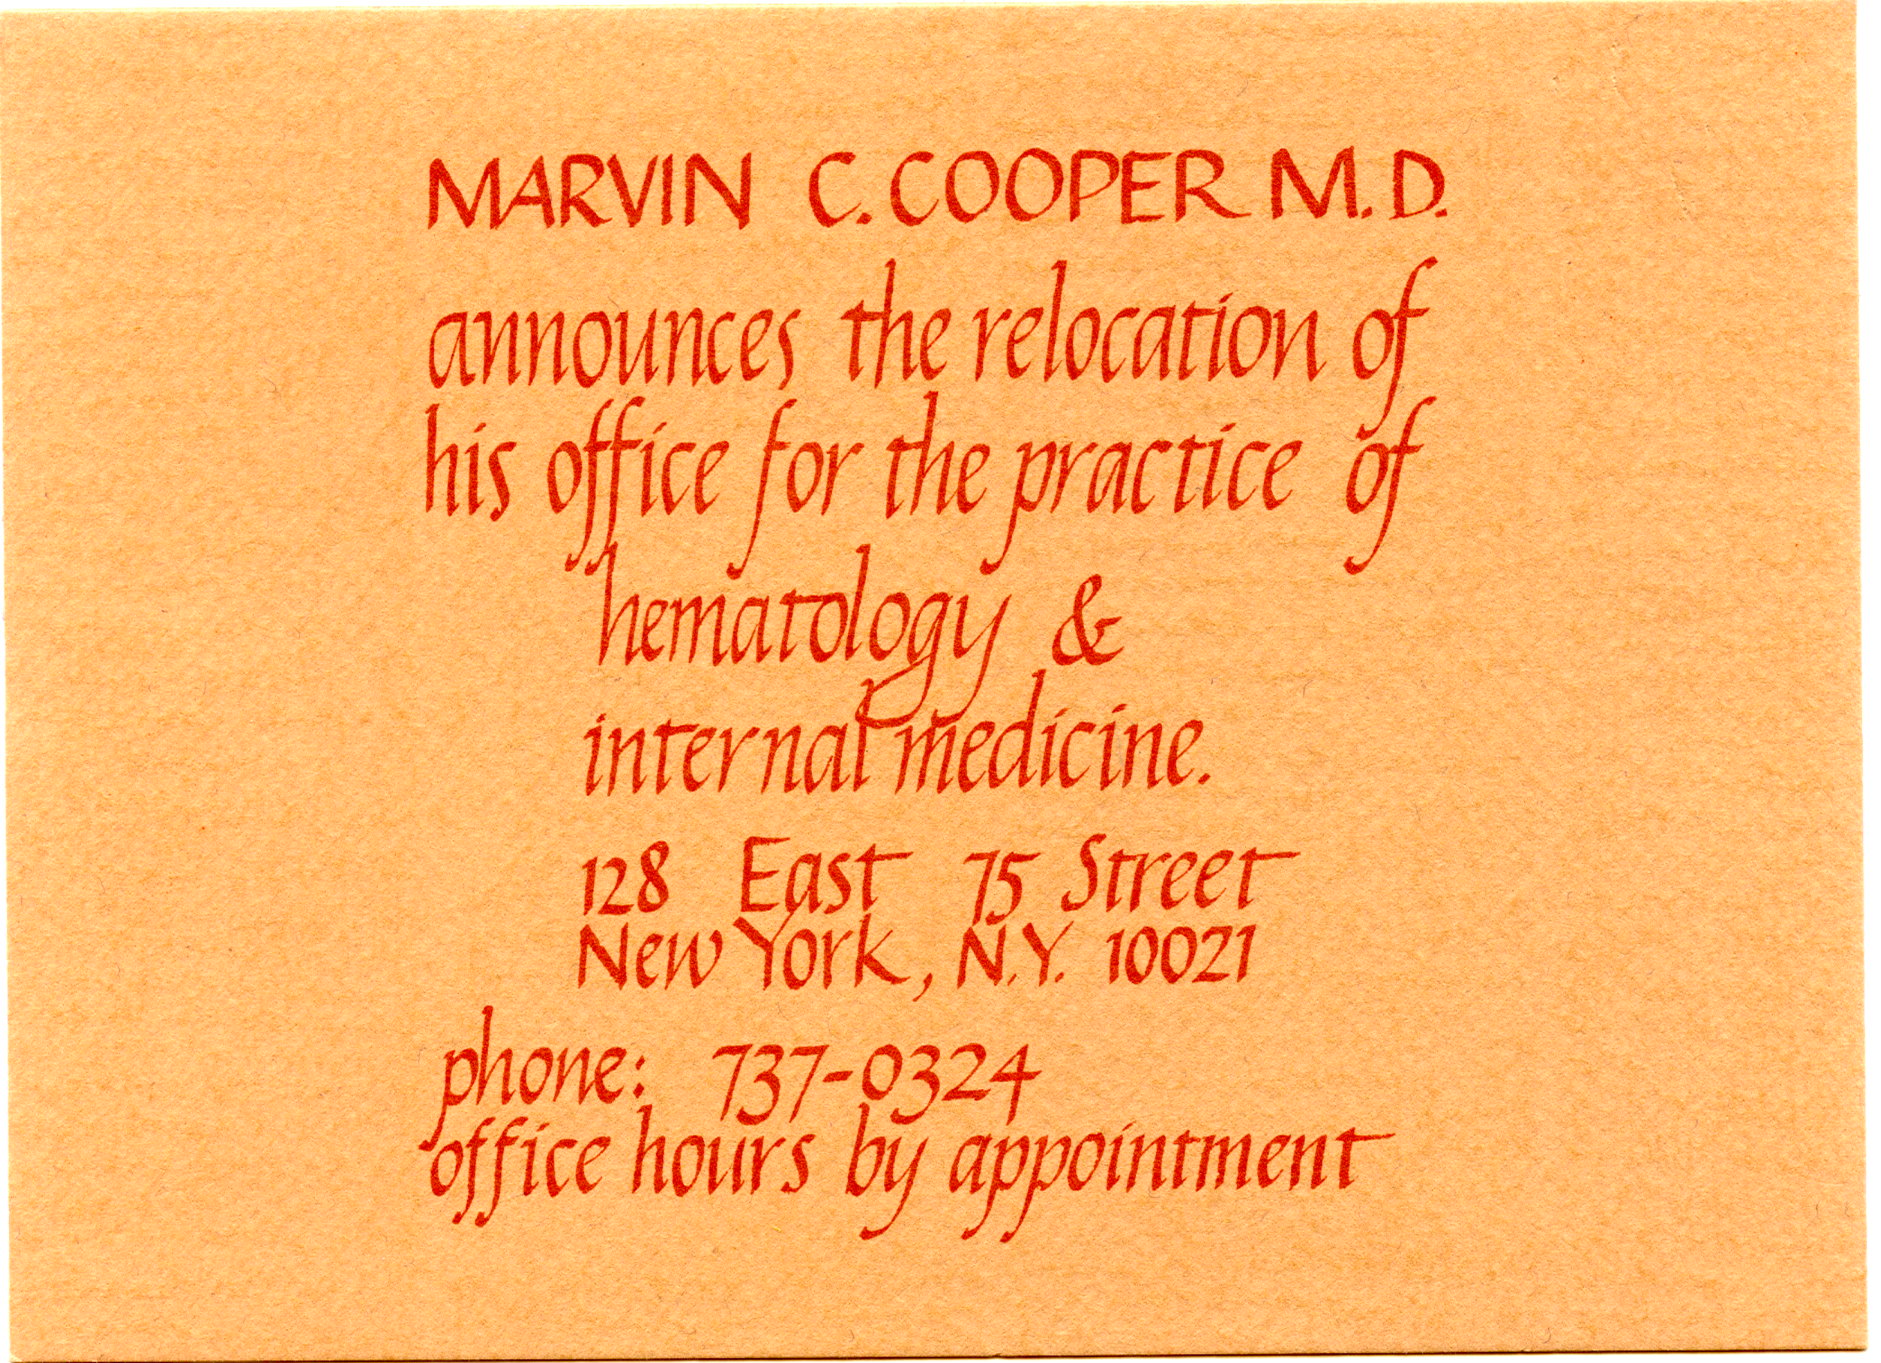 MARVIN C. COOPER M.D.
announces the relocation of
his office for the practice of
hematology &
internal medicine.
128 East 75 Street
New York, N.Y. 10021
phone: 737-0324
office hours by appointment